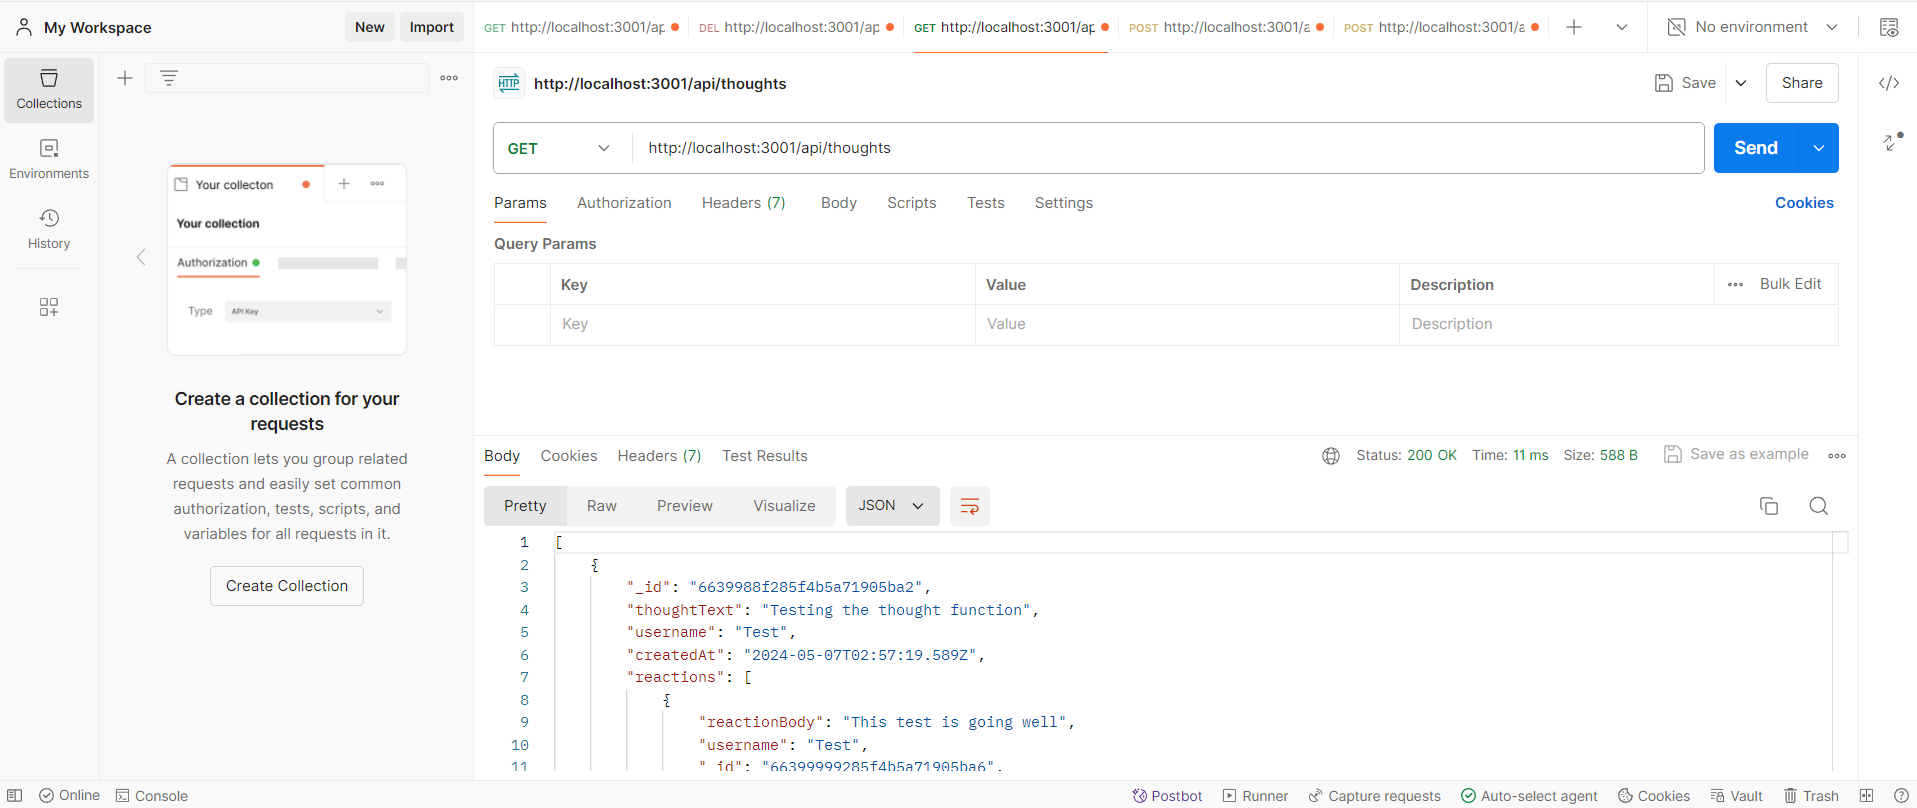 My Workspace
New
Import
GET http://localhost:3001/ap
DEL http://localhost:3001/ap
GET http://localhost:3001/ap
POST http://localhost:3001/a
POST http://localhost:3001/a
No environment
Collections
Environments
History
Your collecton
Your collection
Authorization
Type
API Key
Create a collection for your
requests
A collection lets you group related
requests and easily set common
authorization, tests, scripts, and
variables for all requests in it.
Create Collection
HTTP
http://localhost:3001/api/thoughts
Save
Share
GET
http://localhost:3001/api/thoughts
Send
Params
Authorization
Headers (7)
Body
Scripts
Tests
Settings
Cookies
Query Params
Key
Value
Description
Bulk Edit
Key
Value
Description
Body
Cookies
Headers (7)
Test Results
Status: 200 OK
Time: 11 ms
Size: 588 B
Save as example
Pretty
Raw
Preview
Visualize
JSON
1 [
2 {
3 "_id": "6639988f285f4b5a71905ba2",
4 "thoughtText": "Testing the thought function",
5 "username": "Test",
6 "createdAt": "2024-05-07T02:57:19.589Z",
7 "reactions": [
8 {
9 "reactionBody": "This test is going well",
10 "username": "Test",
11 "_id": "66399999285f4b5a71905ba6",
Online
Console
Postbot
Runner
Capture requests
Auto-select agent
Cookies
Vault
Trash